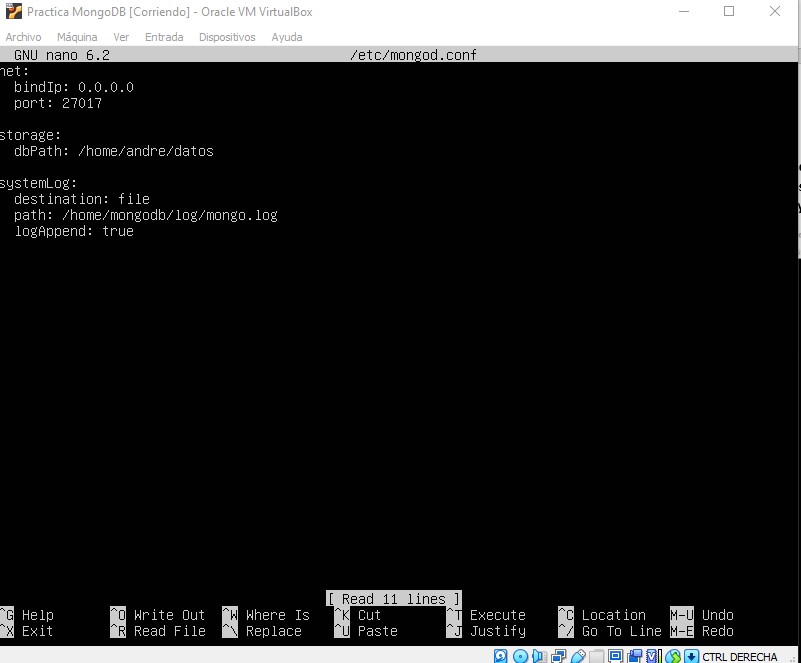 Practica MongoDB [Corriendo] - Oracle VM VirtualBox
Archivo Máquina Ver Entrada Dispositivos Ayuda
GNU nano 6.2 /etc/mongod.conf
net:
  bindIp: 0.0.0.0
  port: 27017
storage:
  dbPath: /home/andre/datos
systemLog:
  destination: file
  path: /home/mongodb/log/mongo.log
  logAppend: true
[ Read 11 lines ]
^G Help ^O Write Out ^W Where Is ^K Cut ^T Execute ^C Location M-U Undo
^X Exit ^R Read File ^\ Replace ^U Paste ^J Justify ^/ Go To Line M-E Redo
CTRL DERECHA